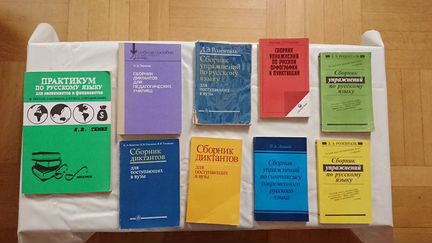 ПРАКТИКУМ
ПО РУССКОМУ ЯЗЫКУ
ДЛЯ ЭКОНОМИСТОВ И ФИНАНСИСТОВ
$
СБОРНИК
ДИКТАНТОВ
ДЛЯ
ПЕДАГОГИЧЕСКИХ
УЧИЛИЩ
Д.Э. Розенталь
Сборник
упражнений
по русскому
языку
для
поступающих
в вузы
СБОРНИК
УПРАЖНЕНИЙ
ПО РУССКОЙ
ОРФОГРАФИИ
И ПУНКТУАЦИИ
Д. Э. РОЗЕНТАЛЬ
Сборник
упражнений
по русскому
языку
Сборник
диктантов
для
поступающих
в вузы
Сборник
диктантов
для
поступающих
в вузы
Сборник
упражнений
по синтаксису
современного
русского
языка
Д. Э. РОЗЕНТАЛЬ
Сборник
упражнений
по русскому
языку